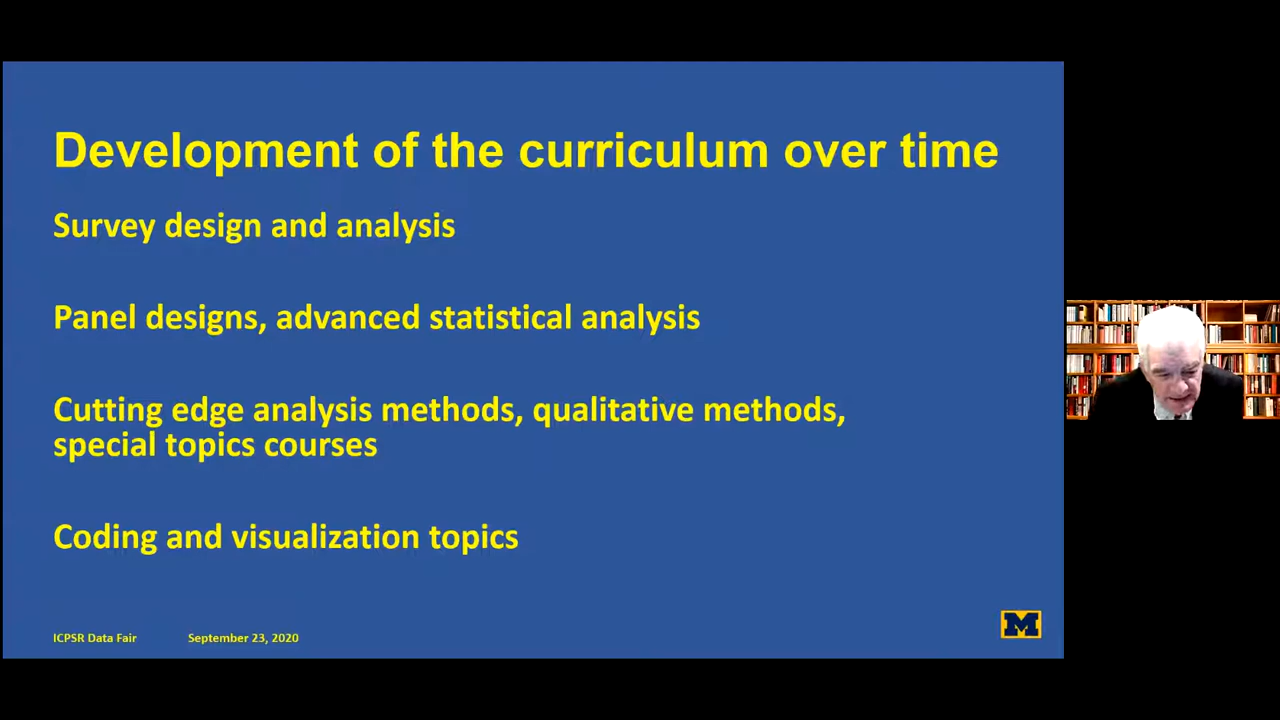 Development of the curriculum over time
Survey design and analysis
Panel designs, advanced statistical analysis
Cutting edge analysis methods, qualitative methods,
special topics courses
Coding and visualization topics
ICPSR Data Fair September 23, 2020
M